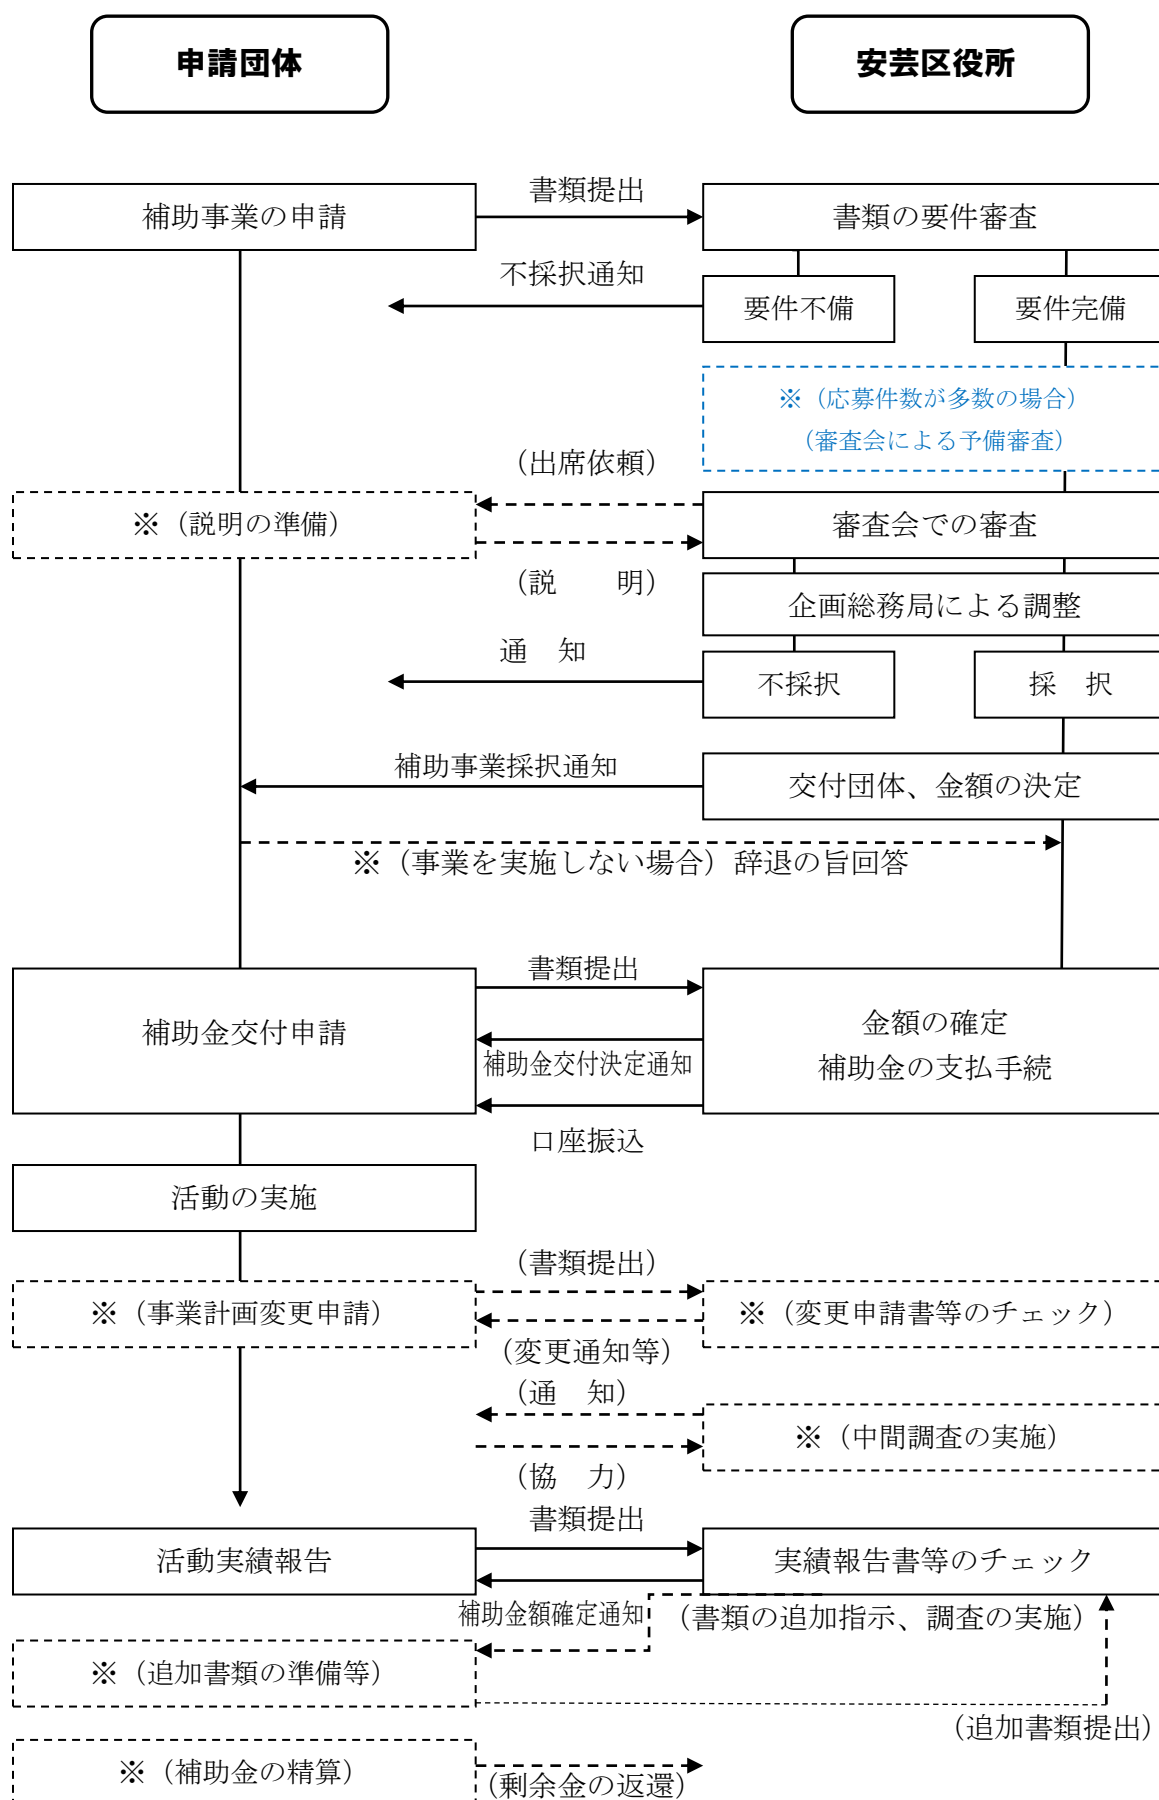 申請団体
安芸区役所
補助事業の申請
書類提出
書類の要件審査
不採択通知
要件不備
要件完備
※（応募件数が多数の場合）
（審査会による予備審査）
（出席依頼）
※（説明の準備）
審査会での審査
（説　　明）
企画総務局による調整
通　知
不採択
採　択
補助事業採択通知
交付団体、金額の決定
※（事業を実施しない場合）辞退の旨回答
書類提出
補助金交付申請
金額の確定
補助金の支払手続
補助金交付決定通知
口座振込
活動の実施
（書類提出）
※（事業計画変更申請）
※（変更申請書等のチェック）
（変更通知等）
（通　知）
※（中間調査の実施）
（協　力）
書類提出
活動実績報告
実績報告書等のチェック
補助金額確定通知
（書類の追加指示、調査の実施）
※（追加書類の準備等）
（追加書類提出）
※（補助金の精算）
（剰余金の返還）